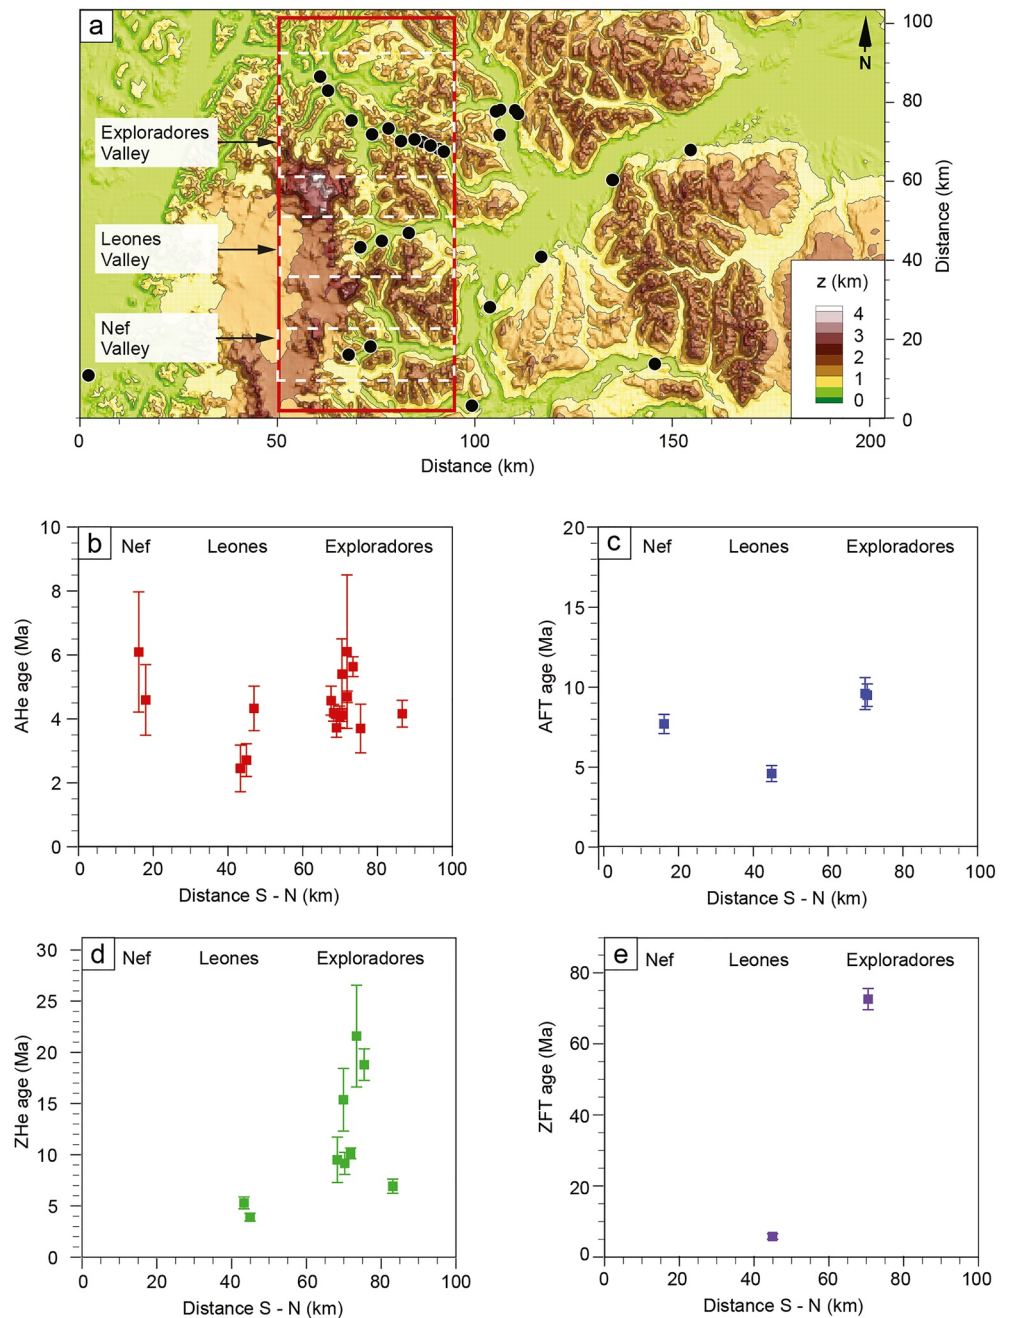 a
N
Exploradores
Valley
Leones
Valley
Nef
Valley
z (km)
4
3
2
1
0
100
80
60
40
20
0
Distance (km)
0
50
100
150
200
Distance (km)
b
Nef
Leones
Exploradores
10
8
6
4
2
0
AHe age (Ma)
0
20
40
60
80
100
Distance S - N (km)
c
Nef
Leones
Exploradores
20
15
10
5
0
AFT age (Ma)
0
20
40
60
80
100
Distance S - N (km)
d
Nef
Leones
Exploradores
30
25
20
15
10
5
0
ZHe age (Ma)
0
20
40
60
80
100
Distance S - N (km)
e
Nef
Leones
Exploradores
80
60
40
20
0
ZFT age (Ma)
0
20
40
60
80
100
Distance S - N (km)